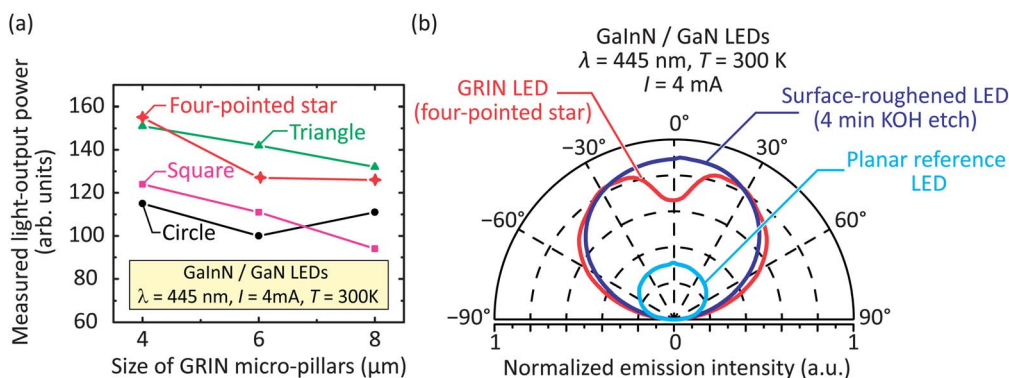 (a)
Measured light-output power
(arb. units)
160
140
120
100
80
60
Four-pointed star
Triangle
Square
Circle
GaInN / GaN LEDs
λ = 445 nm, I = 4mA, T = 300K
4
6
8
Size of GRIN micro-pillars (μm)
(b)
GaInN / GaN LEDs
λ = 445 nm, T = 300 K
I = 4 mA
GRIN LED
(four-pointed star)
Surface-roughened LED
(4 min KOH etch)
Planar reference
LED
0°
−30°
30°
−60°
60°
−90°
90°
1
0
1
Normalized emission intensity (a.u.)